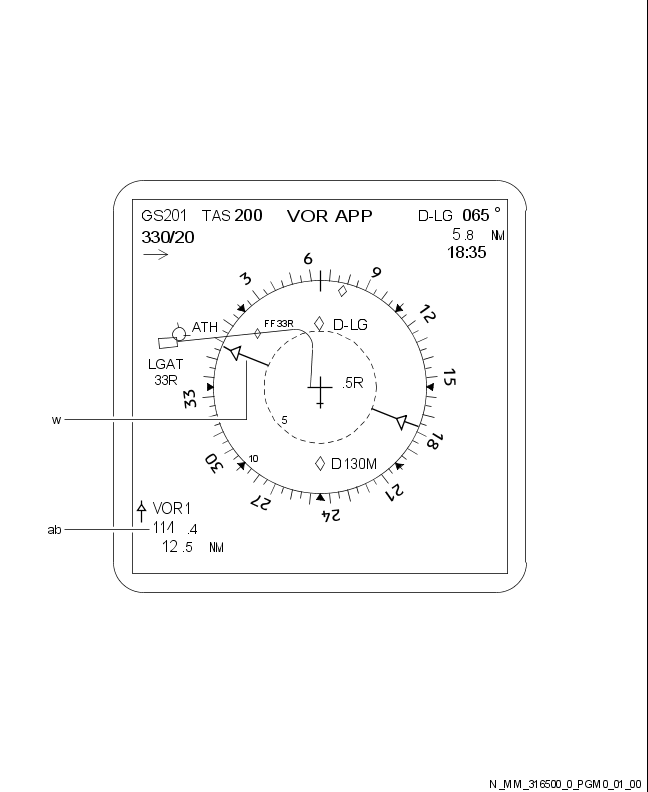 GS201 TAS 200 VOR APP D-LG 065°
330/20 5.8 NM
18:35
6
3 9
12
FF33R
ATH D-LG
LGAT
33R
15
33 .5R
w 5
18
30 10 D130M
21
27 24
VOR1
ab 114 .4
12.5 NM
N_MM_316500_0_PGM0_01_00